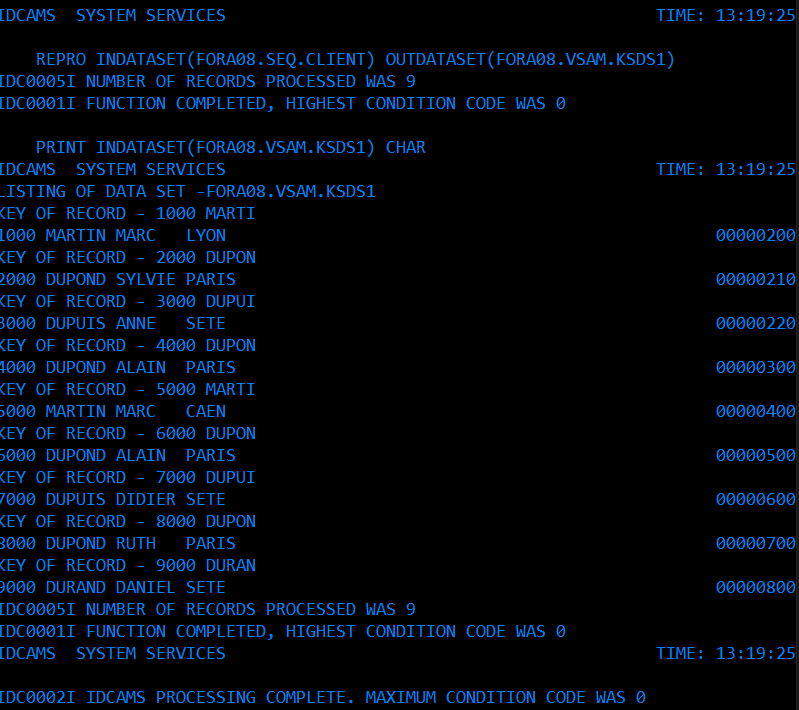 IDCAMS  SYSTEM SERVICES                                           TIME: 13:19:25
    REPRO INDATASET(FORA08.SEQ.CLIENT) OUTDATASET(FORA08.VSAM.KSDS1)
IDC0005I NUMBER OF RECORDS PROCESSED WAS 9
IDC0001I FUNCTION COMPLETED, HIGHEST CONDITION CODE WAS 0
    PRINT INDATASET(FORA08.VSAM.KSDS1) CHAR
IDCAMS  SYSTEM SERVICES                                           TIME: 13:19:25
LISTING OF DATA SET -FORA08.VSAM.KSDS1
KEY OF RECORD - 1000 MARTI
1000 MARTIN MARC   LYON                                                 00000200
KEY OF RECORD - 2000 DUPON
2000 DUPOND SYLVIE PARIS                                                00000210
KEY OF RECORD - 3000 DUPUI
3000 DUPUIS ANNE   SETE                                                 00000220
KEY OF RECORD - 4000 DUPON
4000 DUPOND ALAIN  PARIS                                                00000300
KEY OF RECORD - 5000 MARTI
5000 MARTIN MARC   CAEN                                                 00000400
KEY OF RECORD - 6000 DUPON
6000 DUPOND ALAIN  PARIS                                                00000500
KEY OF RECORD - 7000 DUPUI
7000 DUPUIS DIDIER SETE                                                 00000600
KEY OF RECORD - 8000 DUPON
8000 DUPOND RUTH   PARIS                                                00000700
KEY OF RECORD - 9000 DURAN
9000 DURAND DANIEL SETE                                                 00000800
IDC0005I NUMBER OF RECORDS PROCESSED WAS 9
IDC0001I FUNCTION COMPLETED, HIGHEST CONDITION CODE WAS 0
IDCAMS  SYSTEM SERVICES                                           TIME: 13:19:25
IDC0002I IDCAMS PROCESSING COMPLETE. MAXIMUM CONDITION CODE WAS 0